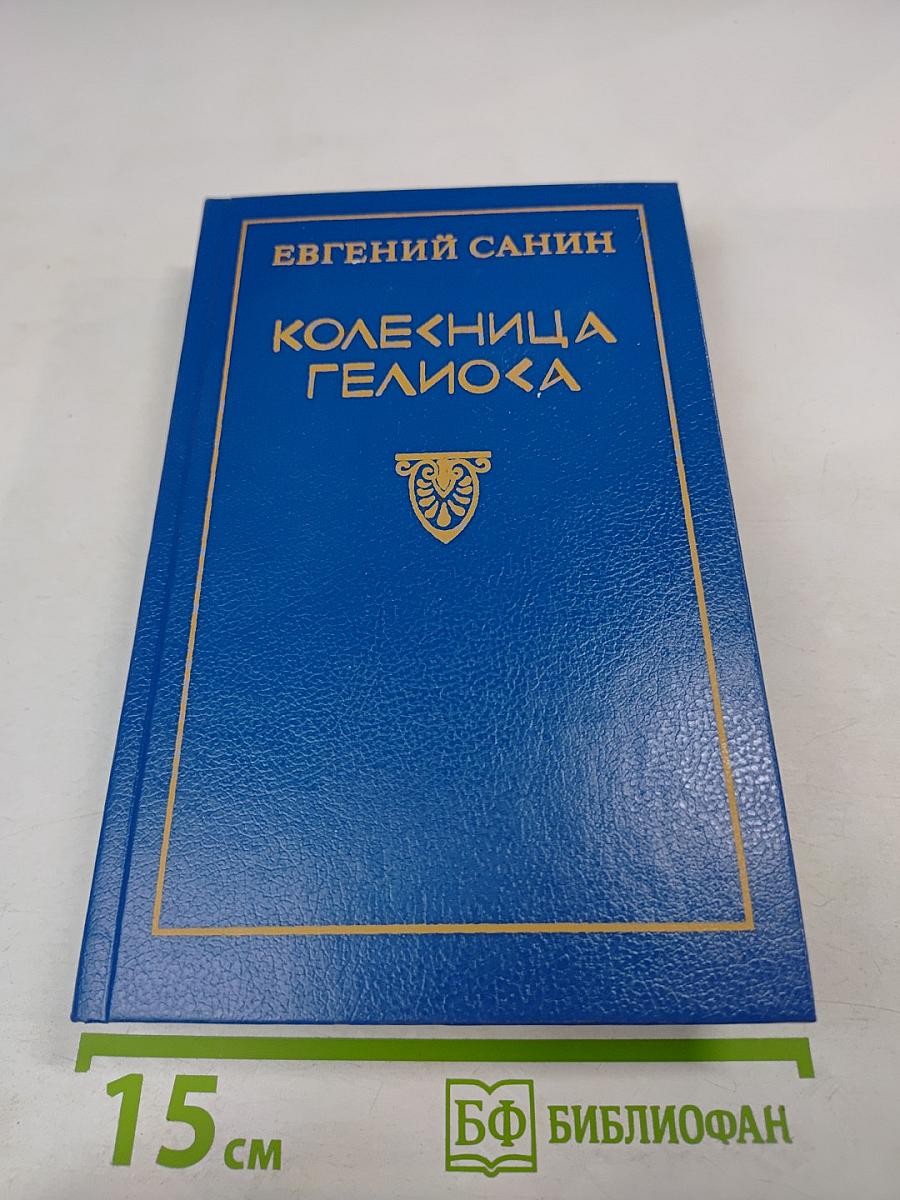 ЕВГЕНИЙ САНИН
КОЛЕСНИЦА
ГЕЛИОСА
15 см
БФ БИБЛИОФАН